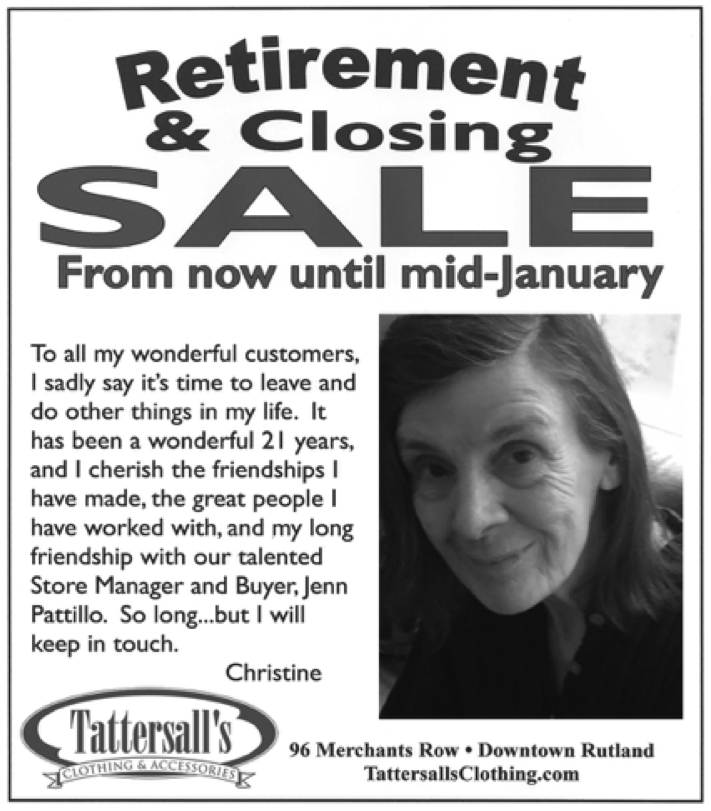 Retirement
& Closing
SALE
From now until mid-January
To all my wonderful customers,
I sadly say it's time to leave and
do other things in my life. It
has been a wonderful 21 years,
and I cherish the friendships I
have made, the great people I
have worked with, and my long
friendship with our talented
Store Manager and Buyer, Jenn
Pattillo. So long...but I will
keep in touch.
Christine
Tattersall's
CLOTHING & ACCESSORIES
96 Merchants Row • Downtown Rutland
TattersallsClothing.com